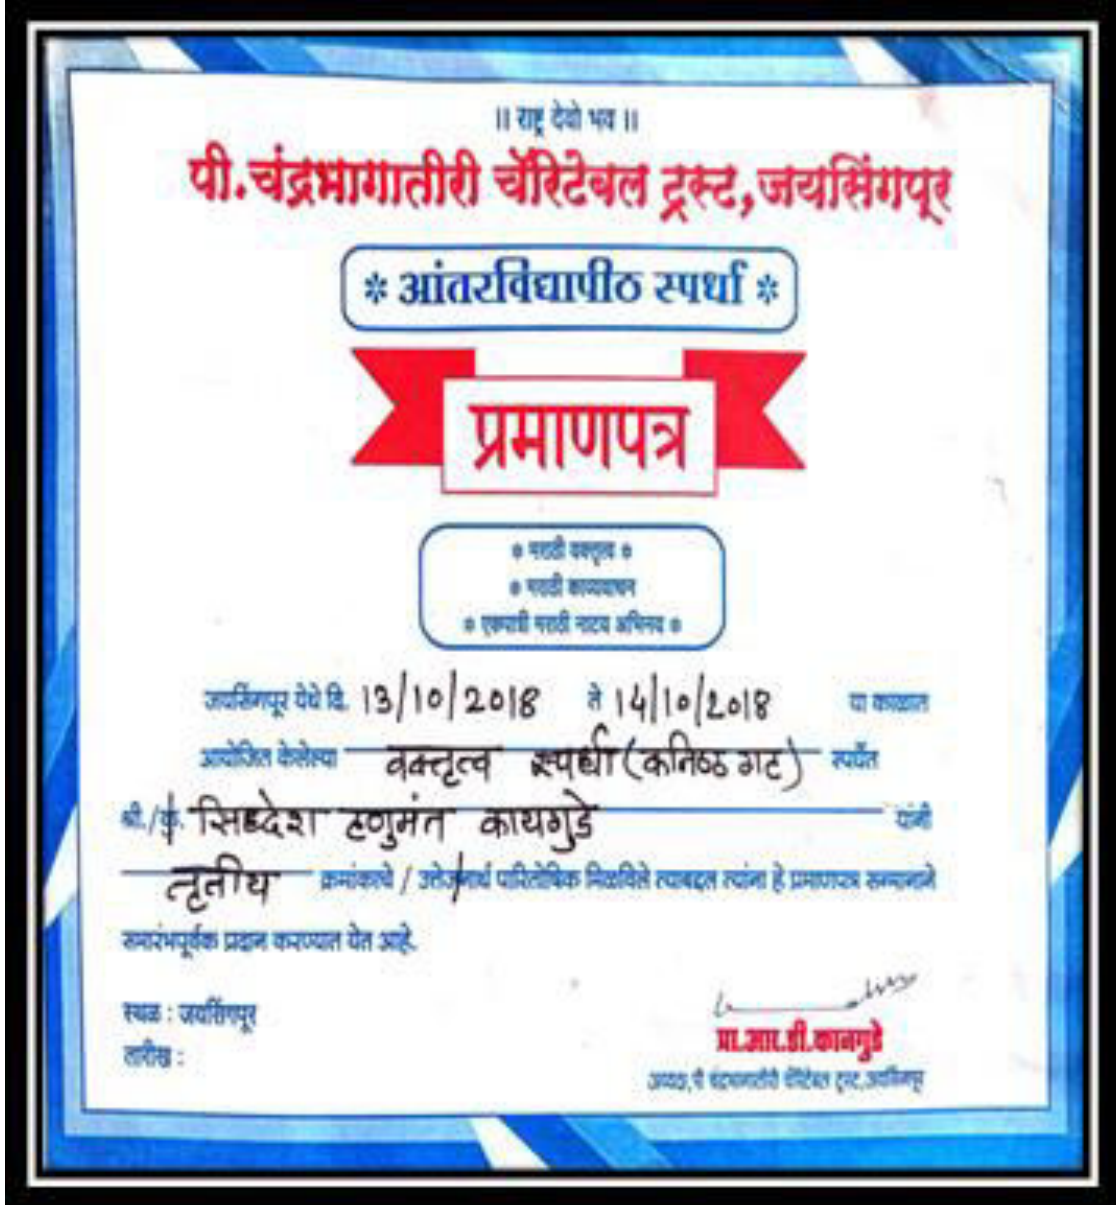 ॥ राष्ट्र देवो भव ॥
पी.चंद्रभागातीरी चॅरिटेबल ट्रस्ट,जयसिंगपूर
* आंतरविद्यापीठ स्पर्धा *
प्रमाणपत्र
* मराठी वक्तृत्व *
* मराठी काव्यवाचन
* एकपात्री मराठी नाटय अभिनय *
जयसिंगपूर येथे दि. 13/10/2018 ते 14/10/2018 या काळात
आयोजित केलेल्या वक्तृत्व स्पर्धा (कनिष्ठ गट) स्पर्धेत
श्री./कु. सिध्देश हणुमंत कायगुडे यांनी
तृतीय क्रमांकाचे / उत्तेजनार्थ पारितोषिक मिळविले त्याबद्दल त्यांना हे प्रमाणपत्र सन्मानाने
समारंभपूर्वक प्रदान करण्यात येत आहे.
स्थळ : जयसिंगपूर
तारीख :
प्रा.आर.डी.कानगुडे
अध्यक्ष,पी चंद्रभागातीरी चॅरिटेबल ट्रस्ट,जयसिंगपूर